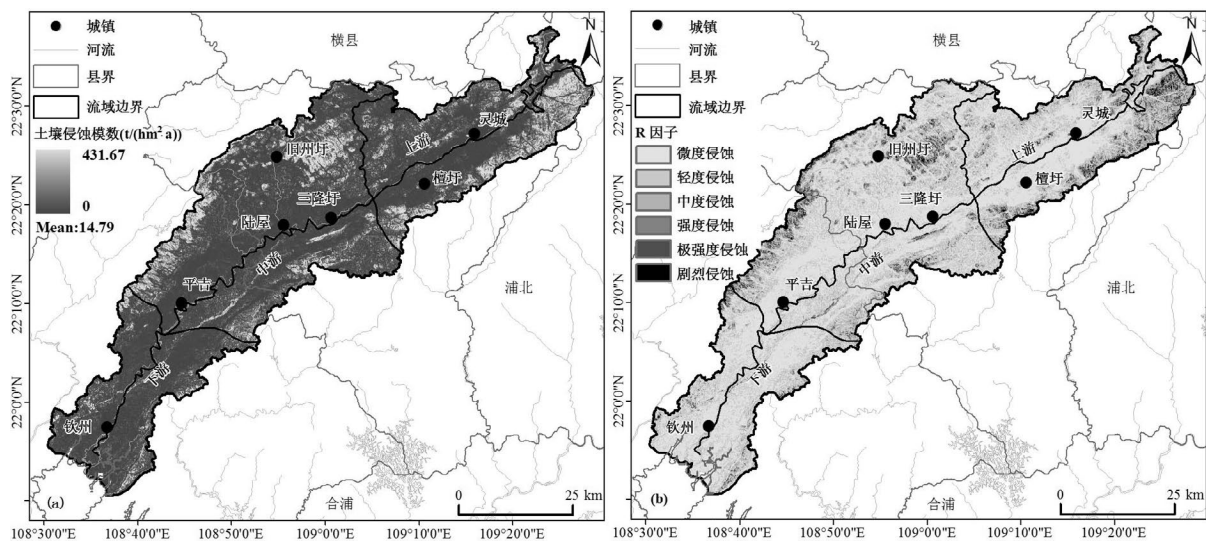 城镇
河流
县界
流域边界
土壤侵蚀模数(t/(hm² a)
431.67
0
Mean:14.79
横县
N
灵城
上游
旧州圩
檀圩
三隆圩
陆屋
中游
平吉
浦北
下游
钦州
合浦
(a)
0 25 km
22°30'0"N
22°20'0"N
22°10'0"N
22°0'0"N
108°30'0"E 108°40'0"E 108°50'0"E 109°0'0"E 109°10'0"E 109°20'0"E
城镇
河流
县界
流域边界
R 因子
微度侵蚀
轻度侵蚀
中度侵蚀
强度侵蚀
极强度侵蚀
剧烈侵蚀
横县
N
灵城
上游
旧州圩
檀圩
三隆圩
陆屋
中游
平吉
浦北
下游
钦州
合浦
(b)
0 25 km
22°30'0"N
22°20'0"N
22°10'0"N
22°0'0"N
108°30'0"E 108°40'0"E 108°50'0"E 109°0'0"E 109°10'0"E 109°20'0"E